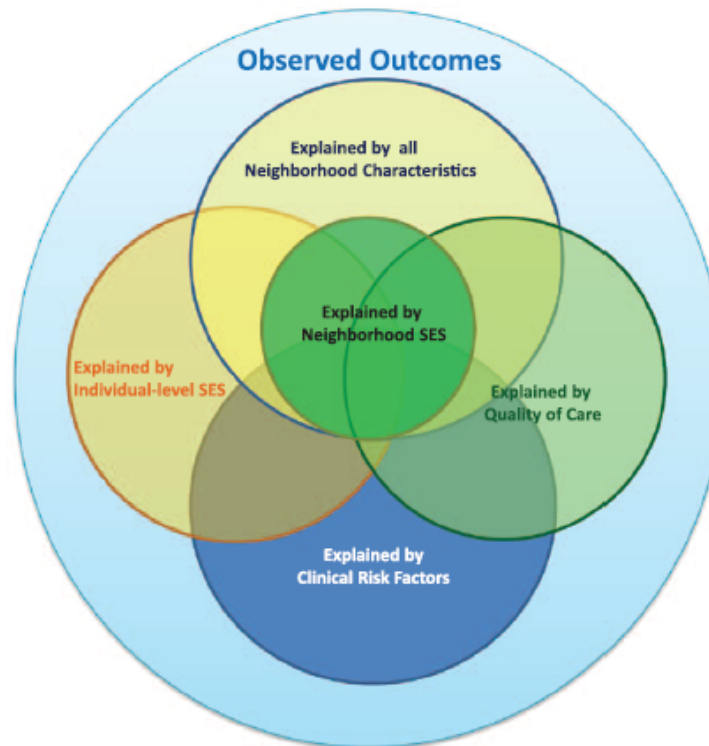 Observed Outcomes
Explained by all
Neighborhood Characteristics
Explained by
Neighborhood SES
Explained by
Individual-level SES
Explained by
Quality of Care
Explained by
Clinical Risk Factors